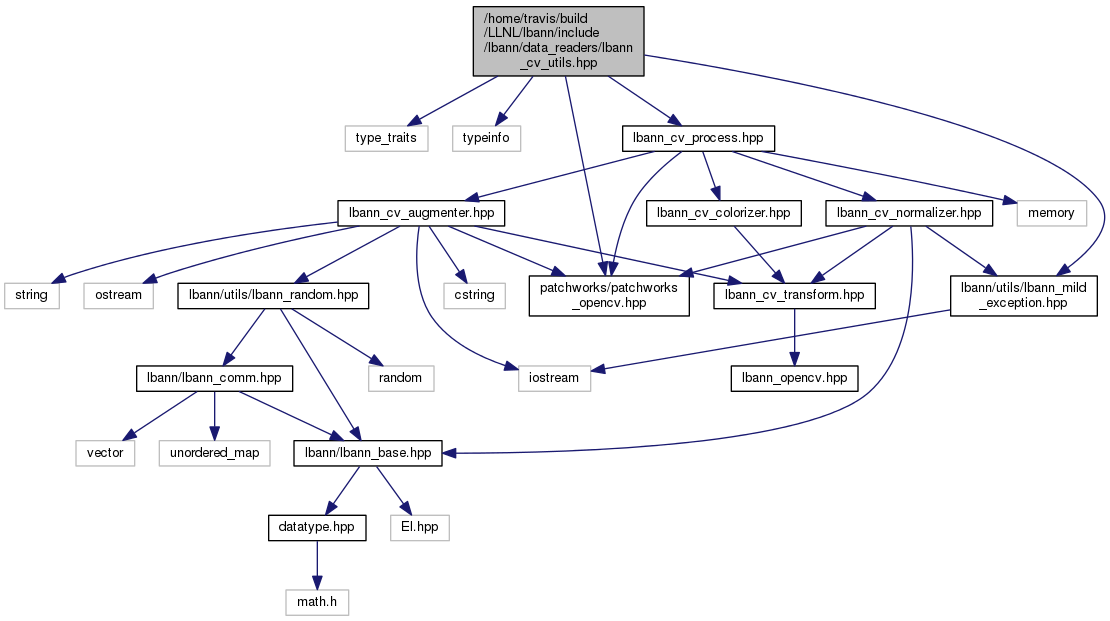 /home/travis/build
/LLNL/lbann/include
/lbann/data_readers/lbann
_cv_utils.hpp
type_traits
typeinfo
lbann_cv_process.hpp
lbann_cv_augmenter.hpp
lbann_cv_colorizer.hpp
lbann_cv_normalizer.hpp
memory
string
ostream
lbann/utils/lbann_random.hpp
cstring
patchworks/patchworks
_opencv.hpp
lbann_cv_transform.hpp
lbann/utils/lbann_mild
_exception.hpp
lbann/lbann_comm.hpp
random
iostream
lbann_opencv.hpp
vector
unordered_map
lbann/lbann_base.hpp
datatype.hpp
El.hpp
math.h